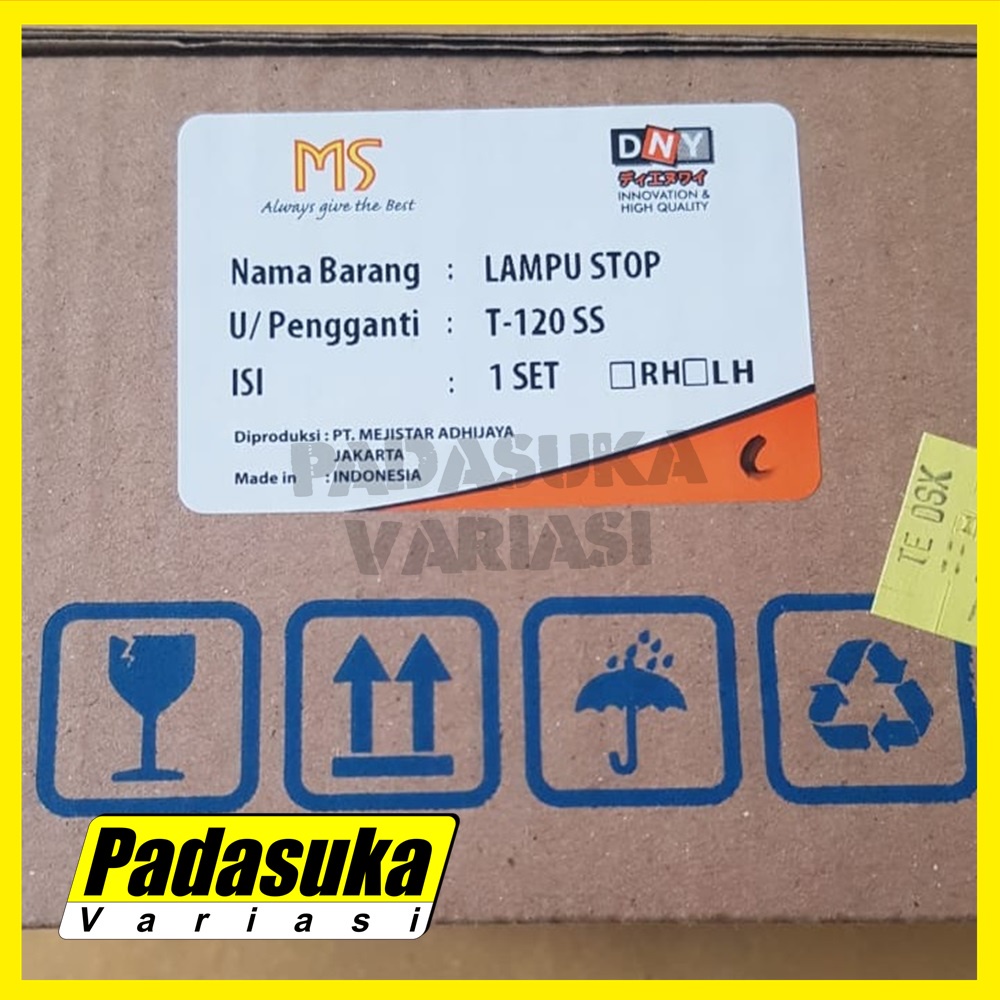 MS
Always give the Best
DNY
ディエヌワイ
INNOVATION &
HIGH QUALITY
Nama Barang : LAMPU STOP
U/ Pengganti : T-120 SS
ISI : 1 SET □RH□LH
Diproduksi : PT. MEJISTAR ADHIJAYA
JAKARTA
Made in : INDONESIA
PADASUKA
VARIASI
TE DSK
Padasuka
Variasi